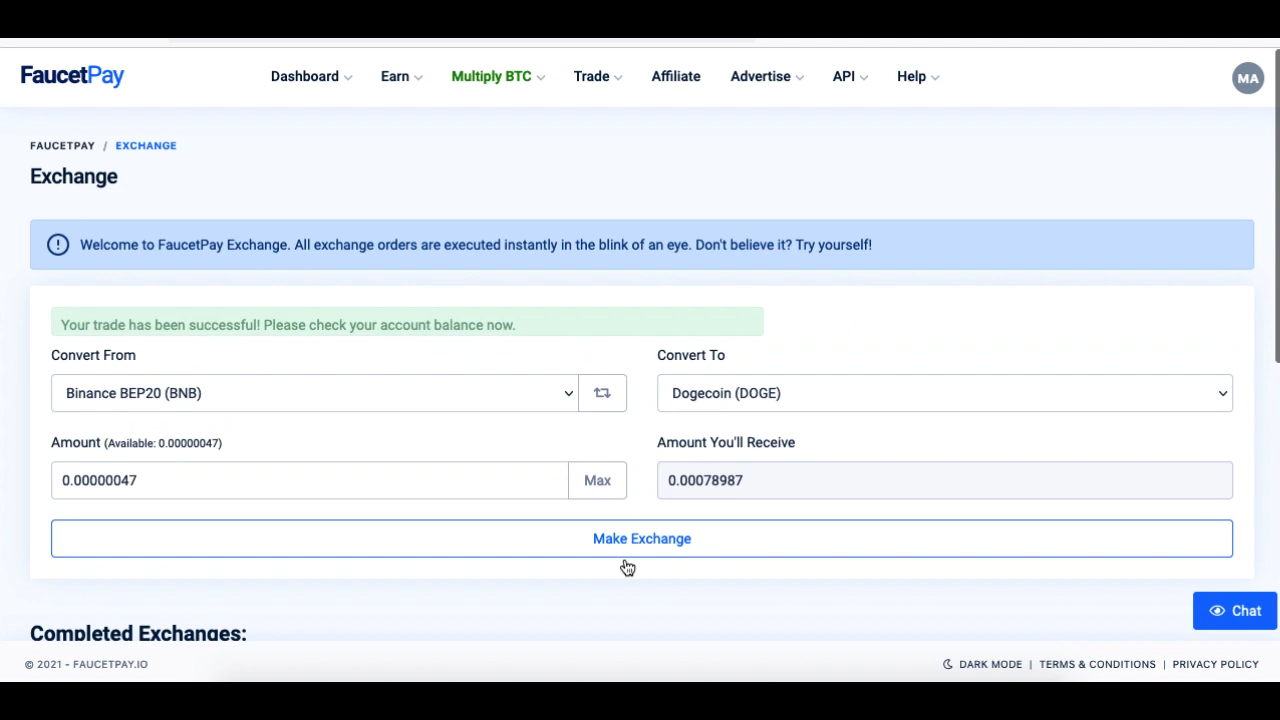 FaucetPay
Dashboard Earn Multiply BTC Trade Affiliate Advertise API Help
MA
FAUCETPAY / EXCHANGE
Exchange
Welcome to FaucetPay Exchange. All exchange orders are executed instantly in the blink of an eye. Don't believe it? Try yourself!
Your trade has been successful! Please check your account balance now.
Convert From
Convert To
Binance BEP20 (BNB)
Dogecoin (DOGE)
Amount (Available: 0.00000047)
Amount You'll Receive
0.00000047
Max
0.00078987
Make Exchange
Chat
Completed Exchanges:
© 2021 - FAUCETPAY.IO
DARK MODE | TERMS & CONDITIONS | PRIVACY POLICY